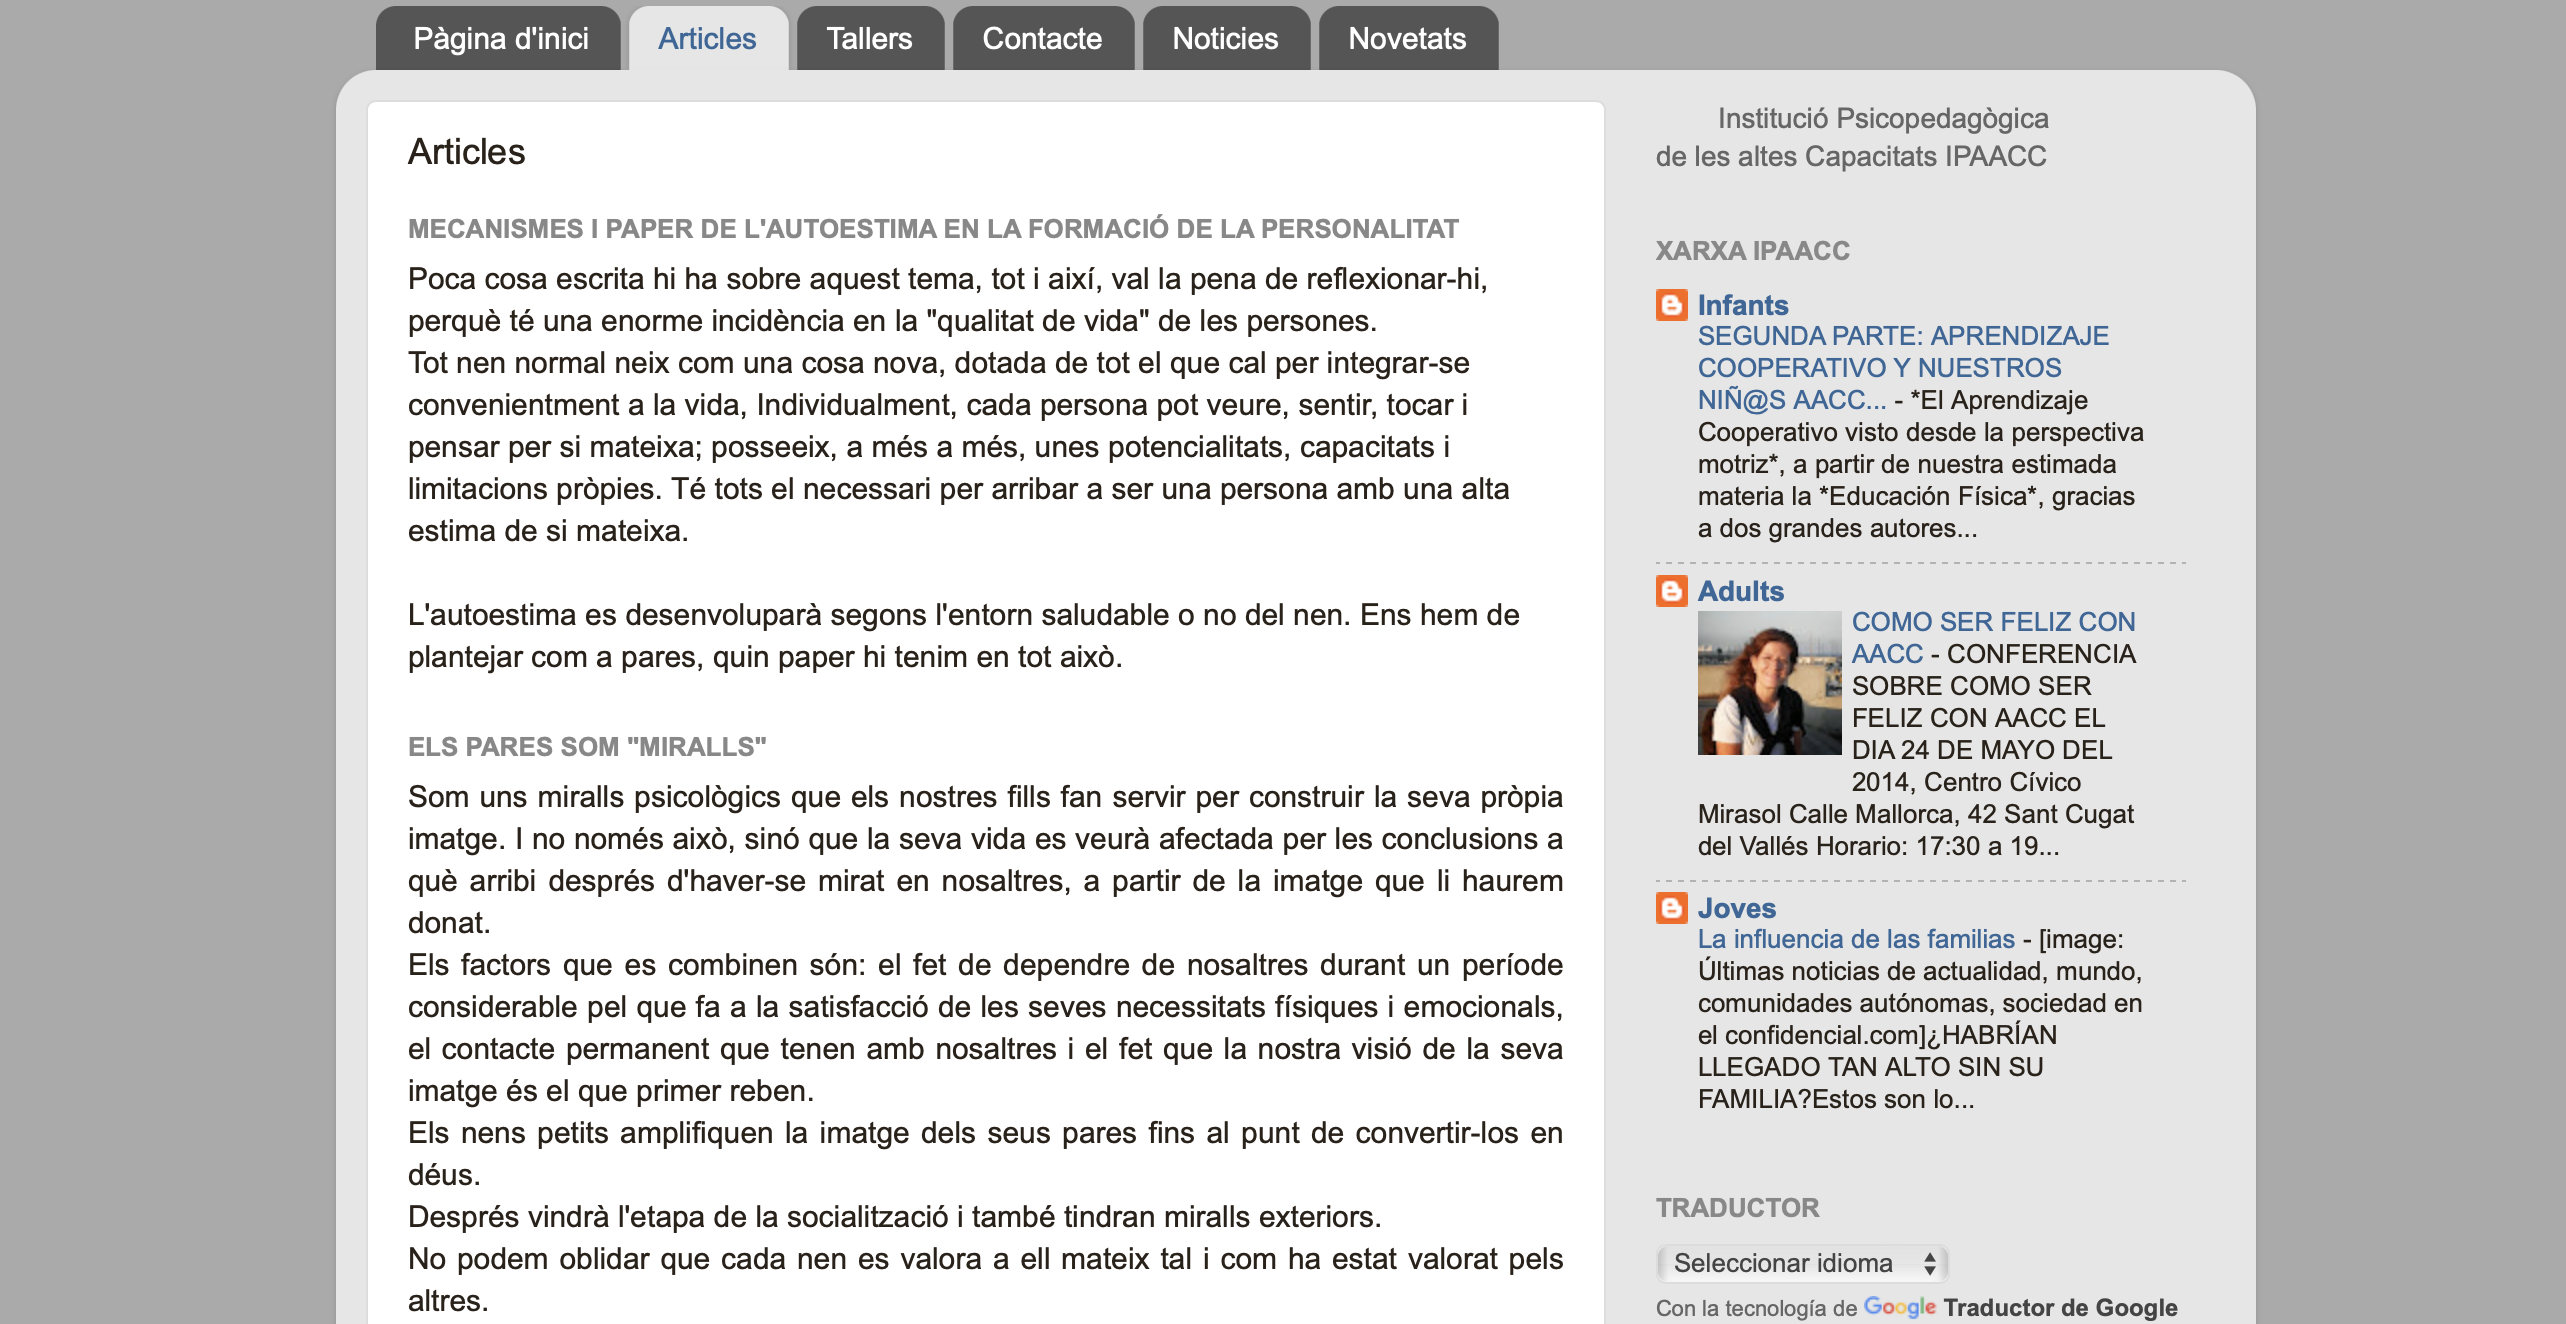 Pàgina d'inici
Articles
Tallers
Contacte
Noticies
Novetats
Articles
MECANISMES I PAPER DE L'AUTOESTIMA EN LA FORMACIÓ DE LA PERSONALITAT
Poca cosa escrita hi ha sobre aquest tema, tot i així, val la pena de reflexionar-hi,
perquè té una enorme incidència en la "qualitat de vida" de les persones.
Tot nen normal neix com una cosa nova, dotada de tot el que cal per integrar-se
convenientment a la vida, Individualment, cada persona pot veure, sentir, tocar i
pensar per si mateixa; posseeix, a més a més, unes potencialitats, capacitats i
limitacions pròpies. Té tots el necessari per arribar a ser una persona amb una alta
estima de si mateixa.
L'autoestima es desenvoluparà segons l'entorn saludable o no del nen. Ens hem de
plantejar com a pares, quin paper hi tenim en tot això.
ELS PARES SOM "MIRALLS"
Som uns miralls psicològics que els nostres fills fan servir per construir la seva pròpia
imatge. I no només això, sinó que la seva vida es veurà afectada per les conclusions a
què arribi després d'haver-se mirat en nosaltres, a partir de la imatge que li haurem
donat.
Els factors que es combinen són: el fet de dependre de nosaltres durant un període
considerable pel que fa a la satisfacció de les seves necessitats físiques i emocionals,
el contacte permanent que tenen amb nosaltres i el fet que la nostra visió de la seva
imatge és el que primer reben.
Els nens petits amplifiquen la imatge dels seus pares fins al punt de convertir-los en
déus.
Després vindrà l'etapa de la socialització i també tindran miralls exteriors.
No podem oblidar que cada nen es valora a ell mateix tal i com ha estat valorat pels
altres.
Institució Psicopedagògica
de les altes Capacitats IPAACC
XARXA IPAACC
Infants
SEGUNDA PARTE: APRENDIZAJE
COOPERATIVO Y NUESTROS
NIÑ@S AACC... - *El Aprendizaje
Cooperativo visto desde la perspectiva
motriz*, a partir de nuestra estimada
materia la *Educación Física*, gracias
a dos grandes autores...
Adults
COMO SER FELIZ CON
AACC - CONFERENCIA
SOBRE COMO SER
FELIZ CON AACC EL
DIA 24 DE MAYO DEL
2014, Centro Cívico
Mirasol Calle Mallorca, 42 Sant Cugat
del Vallés Horario: 17:30 a 19...
Joves
La influencia de las familias - [image:
Últimas noticias de actualidad, mundo,
comunidades autónomas, sociedad en
el confidencial.com]¿HABRÍAN
LLEGADO TAN ALTO SIN SU
FAMILIA?Estos son lo...
TRADUCTOR
Seleccionar idioma
Con la tecnología de Google Traductor de Google